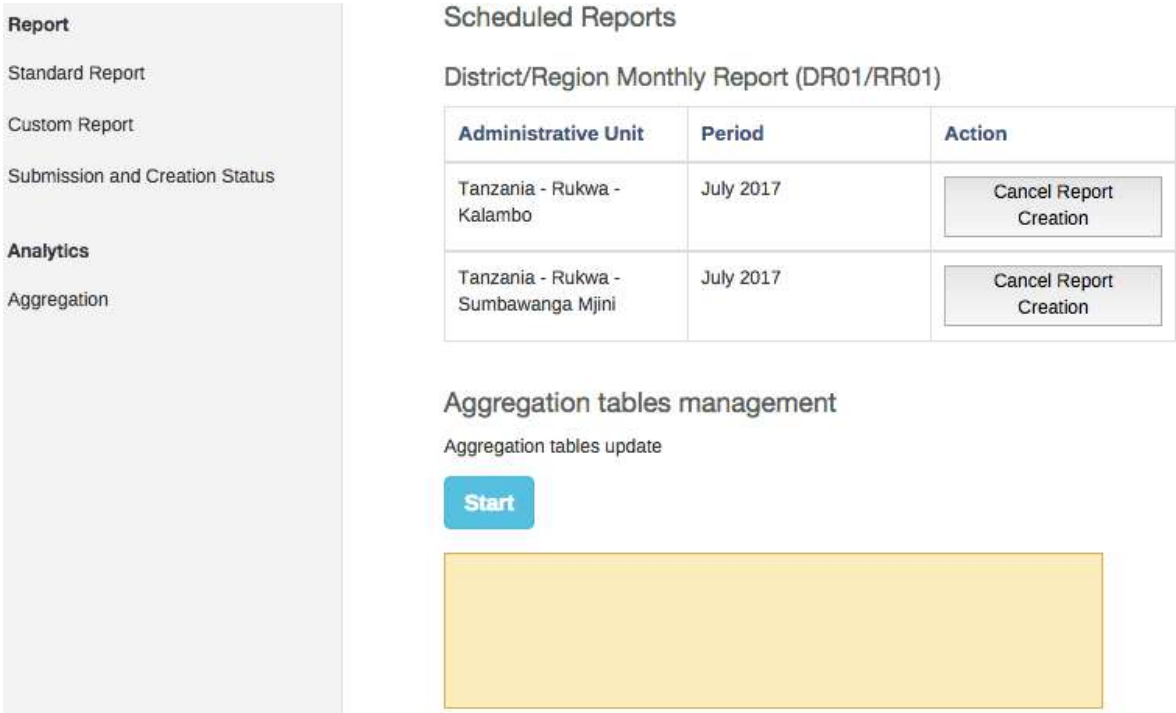 Report
Standard Report
Custom Report
Submission and Creation Status
Analytics
Aggregation
Scheduled Reports
District/Region Monthly Report (DR01/RR01)
Administrative Unit Period Action
Tanzania - Rukwa - July 2017 Cancel Report
Kalambo Creation
Tanzania - Rukwa - July 2017 Cancel Report
Sumbawanga Mjini Creation
Aggregation tables management
Aggregation tables update
Start